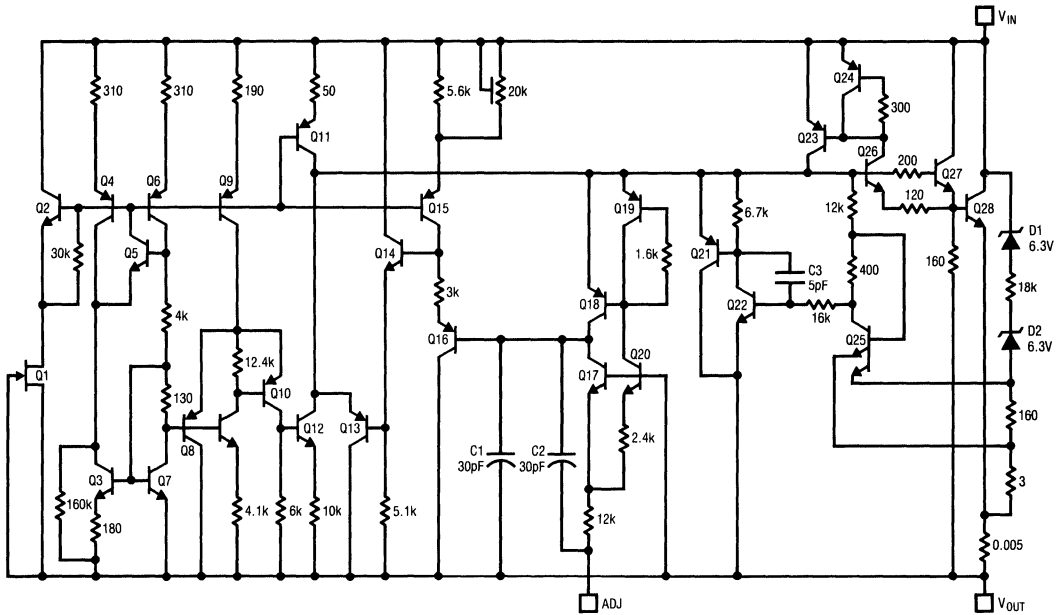 V_IN
310
310
190
50
5.6k
20k
Q24
300
Q11
Q23
Q26
200
Q27
Q4
Q6
Q9
120
Q2
Q15
Q19
12k
Q28
6.7k
D1
6.3V
30k
Q5
Q14
1.6k
Q21
C3
5pF
400
160
18k
4k
3k
Q18
Q22
16k
D2
6.3V
Q16
Q25
Q1
12.4k
Q20
Q10
Q17
130
160
Q8
Q12
Q13
2.4k
C1
30pF
C2
30pF
Q3
Q7
3
160k
180
4.1k
6k
10k
5.1k
12k
0.005
ADJ
V_OUT